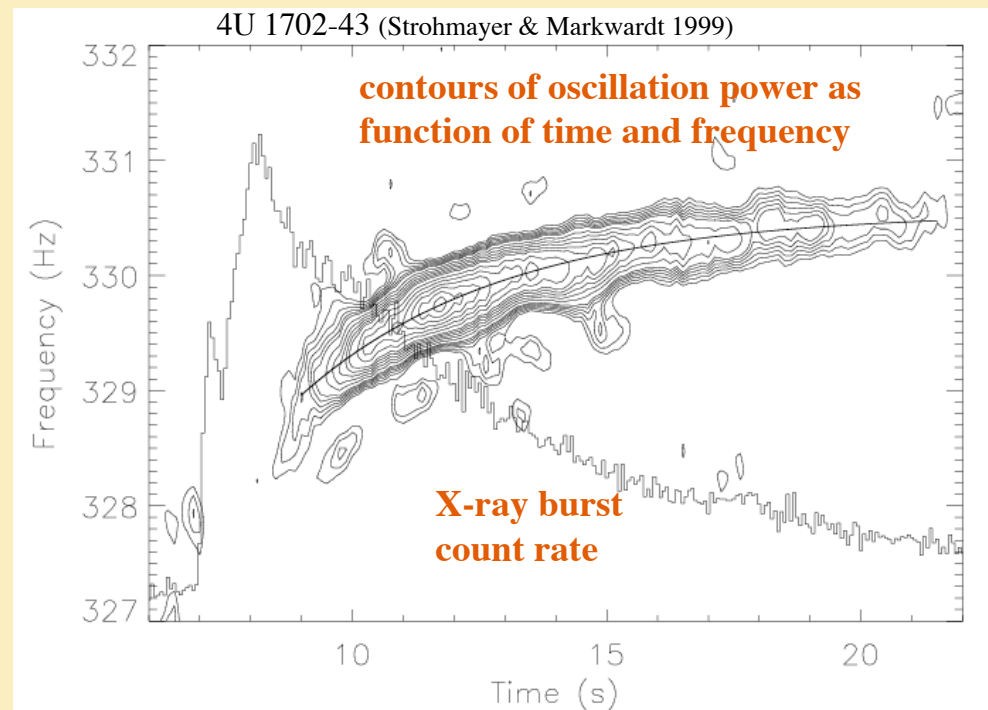 4U 1702-43 (Strohmayer & Markwardt 1999)
contours of oscillation power as
function of time and frequency
X-ray burst
count rate
Frequency (Hz)
332
331
330
329
328
327
10
15
20
Time (s)